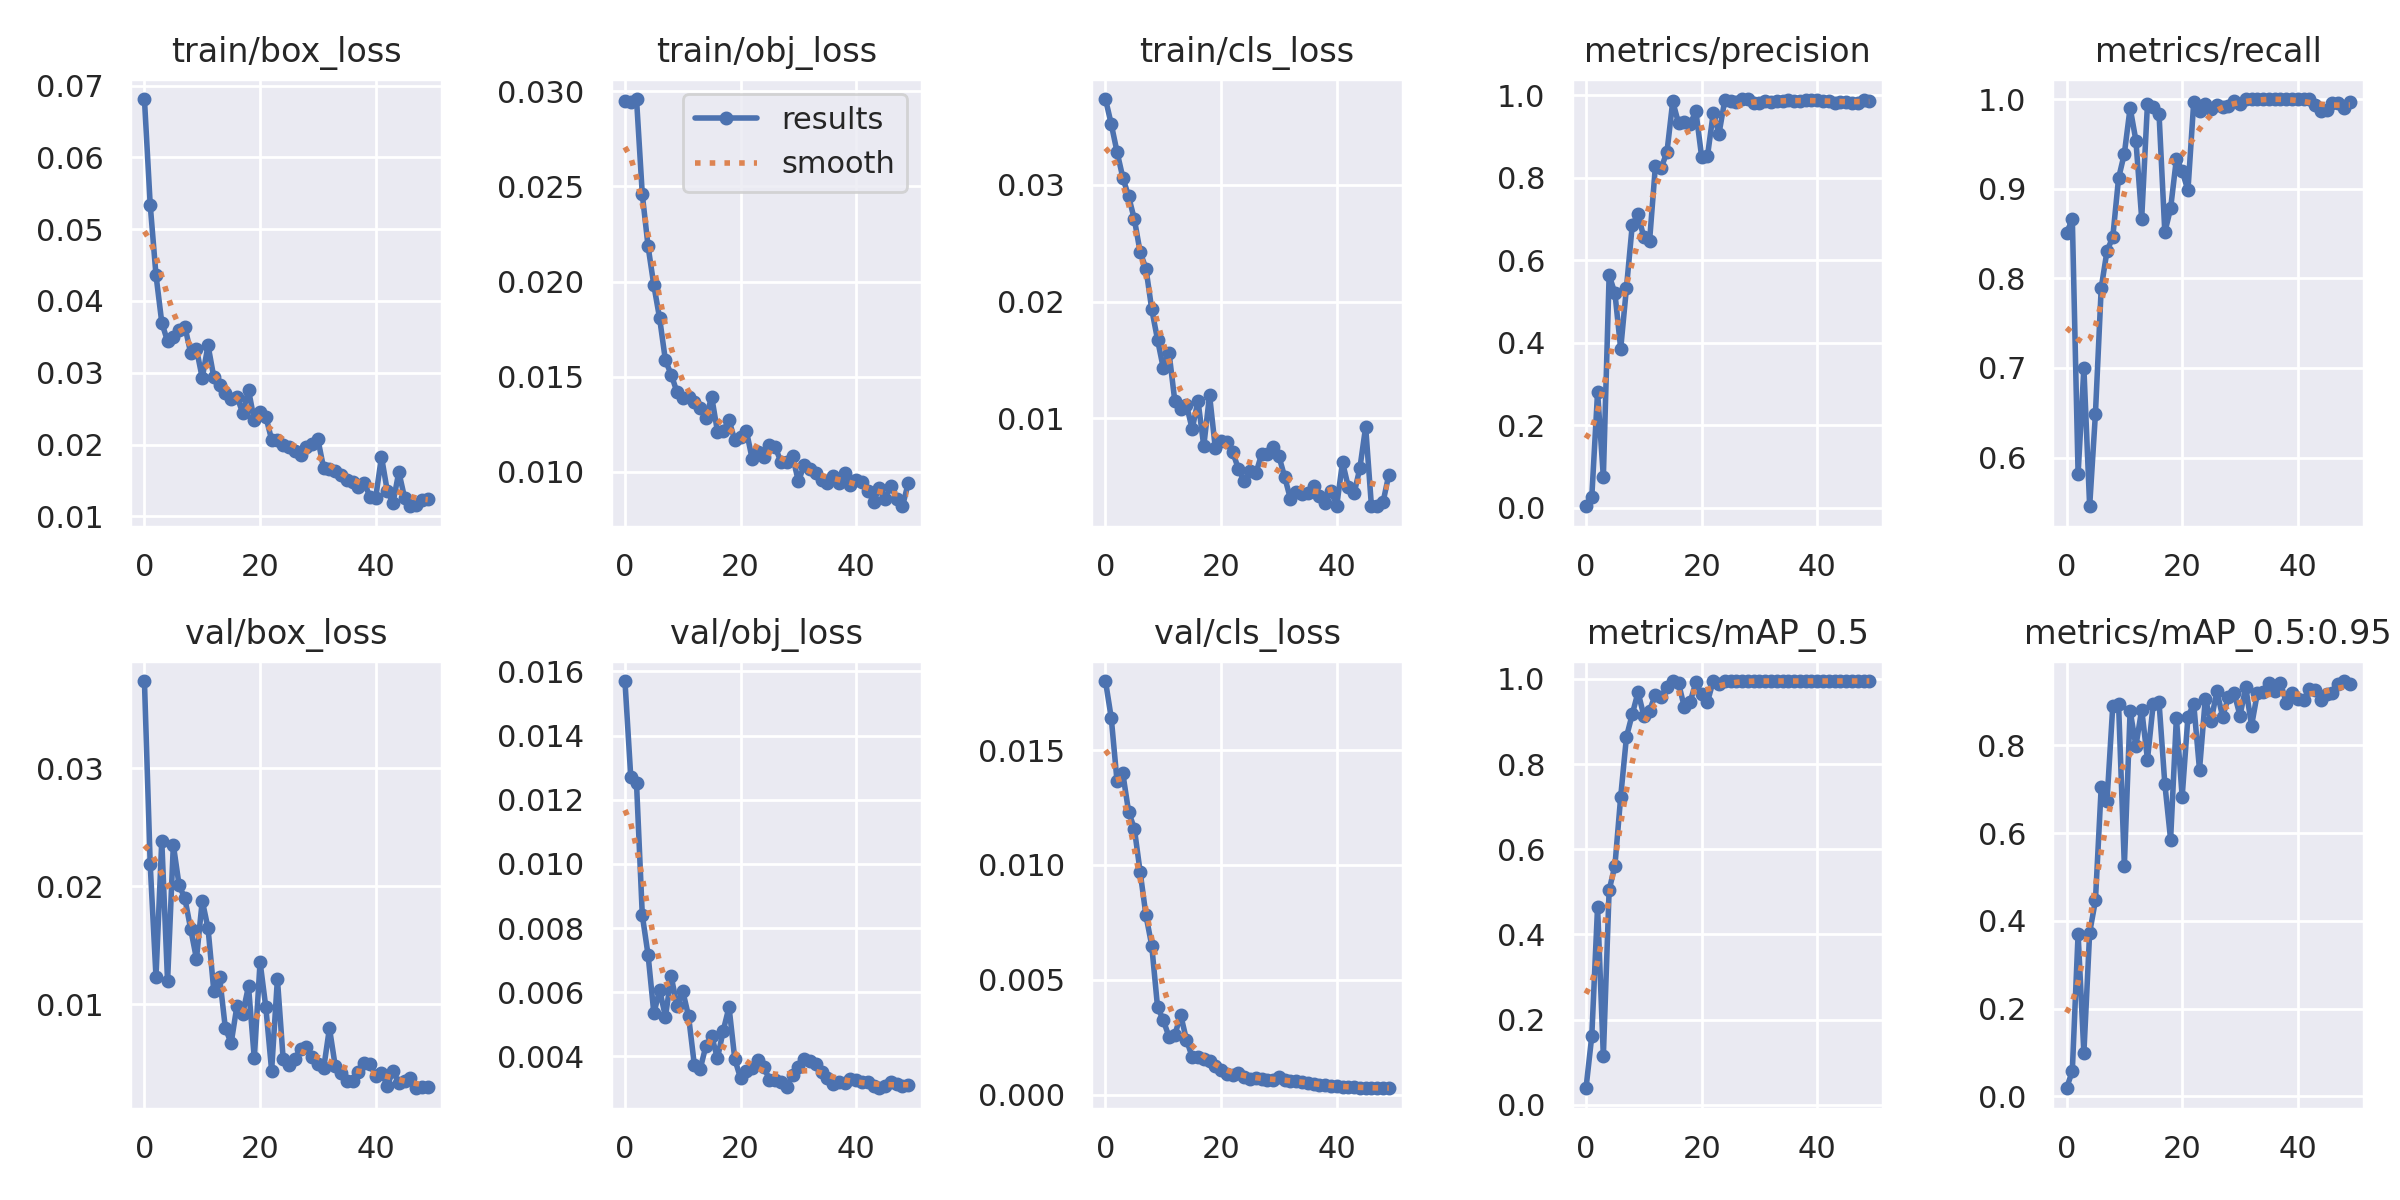 train/box_loss
0.07
0.06
0.05
0.04
0.03
0.02
0.01
0 20 40
train/obj_loss
results
smooth
0.030
0.025
0.020
0.015
0.010
0 20 40
train/cls_loss
0.03
0.02
0.01
0 20 40
metrics/precision
1.0
0.8
0.6
0.4
0.2
0.0
0 20 40
metrics/recall
1.0
0.9
0.8
0.7
0.6
0 20 40
val/box_loss
0.03
0.02
0.01
0 20 40
val/obj_loss
0.016
0.014
0.012
0.010
0.008
0.006
0.004
0 20 40
val/cls_loss
0.015
0.010
0.005
0.000
0 20 40
metrics/mAP_0.5
1.0
0.8
0.6
0.4
0.2
0.0
0 20 40
metrics/mAP_0.5:0.95
0.8
0.6
0.4
0.2
0.0
0 20 40